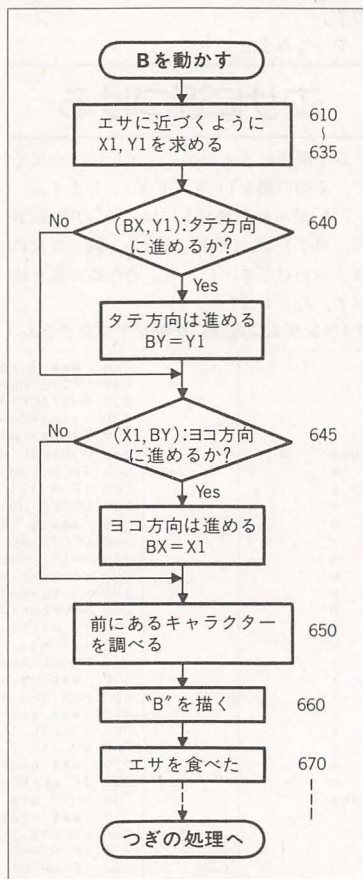 Bを動かす
エサに近づくように
X1, Y1を求める
610
~
635
(BX,Y1):タテ方向
に進めるか?
640
No
Yes
タテ方向は進める
BY=Y1
(X1,BY):ヨコ方向
に進めるか?
645
No
Yes
ヨコ方向は進める
BX=X1
前にあるキャラクター
を調べる
650
〝B〟を描く
660
エサを食べた
670
つぎの処理へ